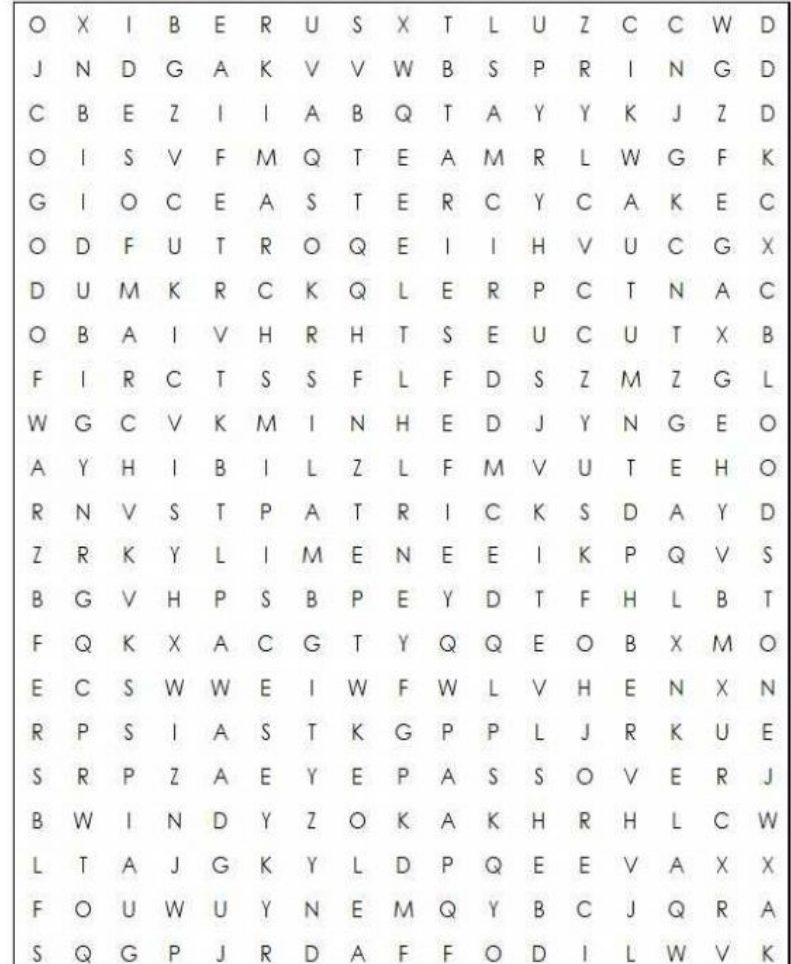 O X I B E R U S X T L U Z C C W D
J N D G A K V V W B S P R I N G D
C B E Z I I A B Q T A Y Y K J Z D
O I S V F M Q T E A M R L W G F K
G I O C E A S T E R C Y C A K E C
O D F U T R O Q E I I H V U C G X
D U M K R C K Q L E R P C T N A C
O B A I V H R H T S E U C U T X B
F I R C T S S F L F D S Z M Z G L
W G C V K M I N H E D J Y N G E O
A Y H I B I L Z L F M V U T E H O
R N V S T P A T R I C K S D A Y D
Z R K Y L I M E N E E I K P Q V S
B G V H P S B P E Y D T F H L B T
F Q K X A C G T Y Q Q E O B X M O
E C S W W E I W F W L V H E N X N
R P S I A S T K G P P L J R K U E
S R P Z A E Y E P A S S O V E R J
B W I N D Y Z O K A K H R H L C W
L T A J G K Y L D P Q E E V A X X
F O U W U Y N E M Q Y B C J Q R A
S Q G P J R D A F F O D I L W V K